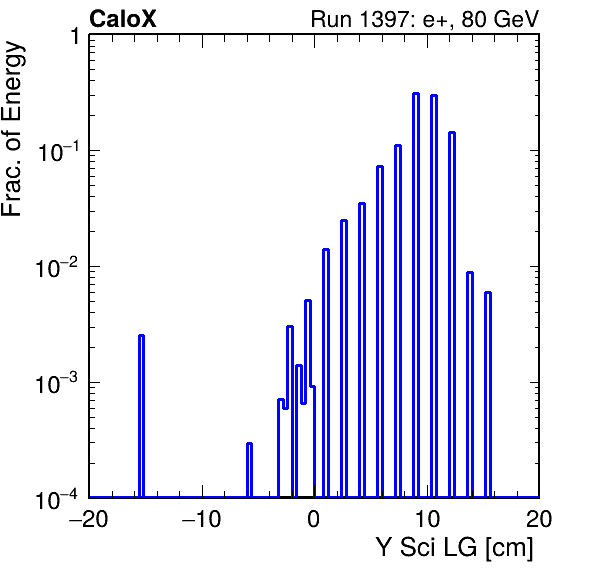 CaloX Run 1397: e+, 80 GeV
Frac. of Energy
1
10⁻¹
10⁻²
10⁻³
10⁻⁴
−20 −10 0 10 20
Y Sci LG [cm]